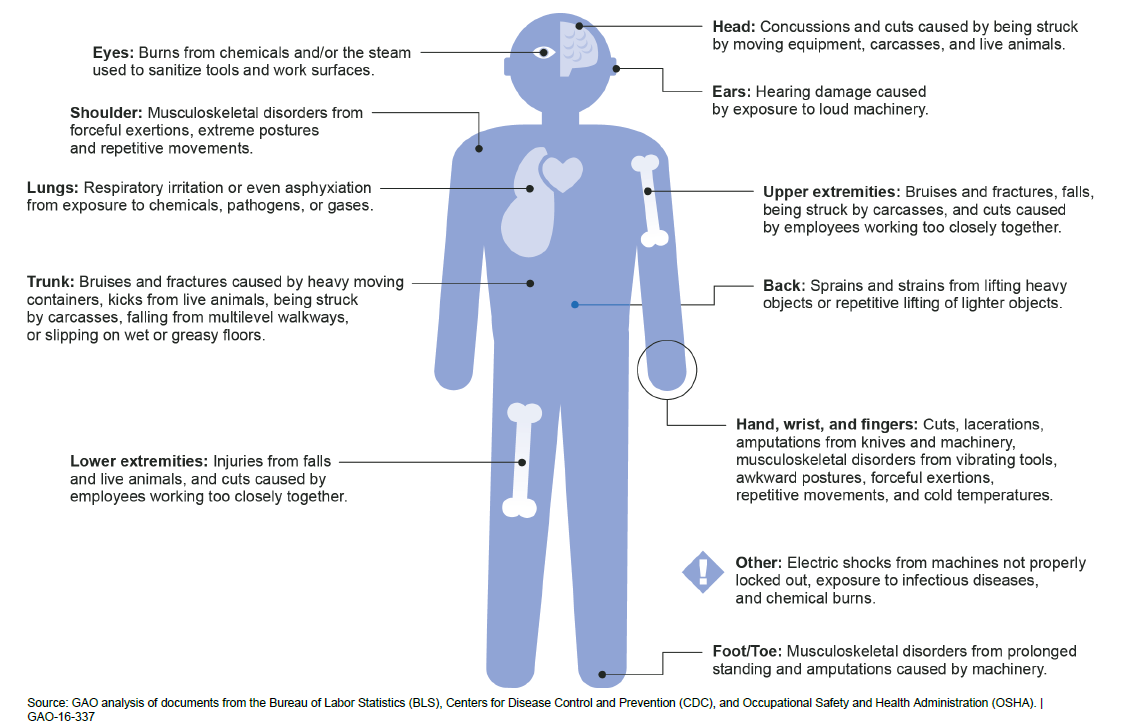 Eyes: Burns from chemicals and/or the steam
used to sanitize tools and work surfaces.
Shoulder: Musculoskeletal disorders from
forceful exertions, extreme postures
and repetitive movements.
Lungs: Respiratory irritation or even asphyxiation
from exposure to chemicals, pathogens, or gases.
Trunk: Bruises and fractures caused by heavy moving
containers, kicks from live animals, being struck
by carcasses, falling from multilevel walkways,
or slipping on wet or greasy floors.
Lower extremities: Injuries from falls
and live animals, and cuts caused by
employees working too closely together.
Head: Concussions and cuts caused by being struck
by moving equipment, carcasses, and live animals.
Ears: Hearing damage caused
by exposure to loud machinery.
Upper extremities: Bruises and fractures, falls,
being struck by carcasses, and cuts caused
by employees working too closely together.
Back: Sprains and strains from lifting heavy
objects or repetitive lifting of lighter objects.
Hand, wrist, and fingers: Cuts, lacerations,
amputations from knives and machinery,
musculoskeletal disorders from vibrating tools,
awkward postures, forceful exertions,
repetitive movements, and cold temperatures.
! Other: Electric shocks from machines not properly
locked out, exposure to infectious diseases,
and chemical burns.
Foot/Toe: Musculoskeletal disorders from prolonged
standing and amputations caused by machinery.
Source: GAO analysis of documents from the Bureau of Labor Statistics (BLS), Centers for Disease Control and Prevention (CDC), and Occupational Safety and Health Administration (OSHA). |
GAO-16-337